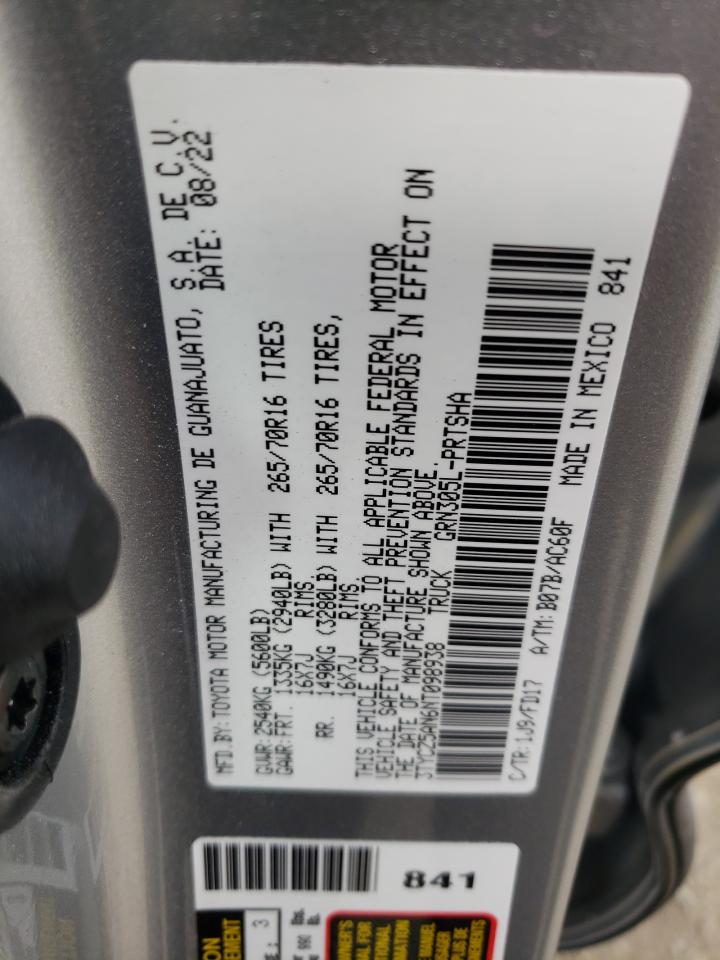 MFD.BY:TOYOTA MOTOR MANUFACTURING DE GUANAJUATO, S.A. DE C.V.
DATE: 08/22
GVWR:2540KG (5600LB)
GAWR:FRT. 1335KG (2940LB) WITH 265/70R16 TIRES
16X7J RIMS.
RR. 1490KG (3280LB) WITH 265/70R16 TIRES,
16X7J RIMS.
THIS VEHICLE CONFORMS TO ALL APPLICABLE FEDERAL MOTOR
VEHICLE SAFETY AND THEFT PREVENTION STANDARDS IN EFFECT ON
THE DATE OF MANUFACTURE SHOWN ABOVE.
3TYCZ5AN6NT098938 TRUCK GRN305L-PRTSHA
C/TR:1J9/FD17 A/TM:B07B/AC60F MADE IN MEXICO 841
841
3